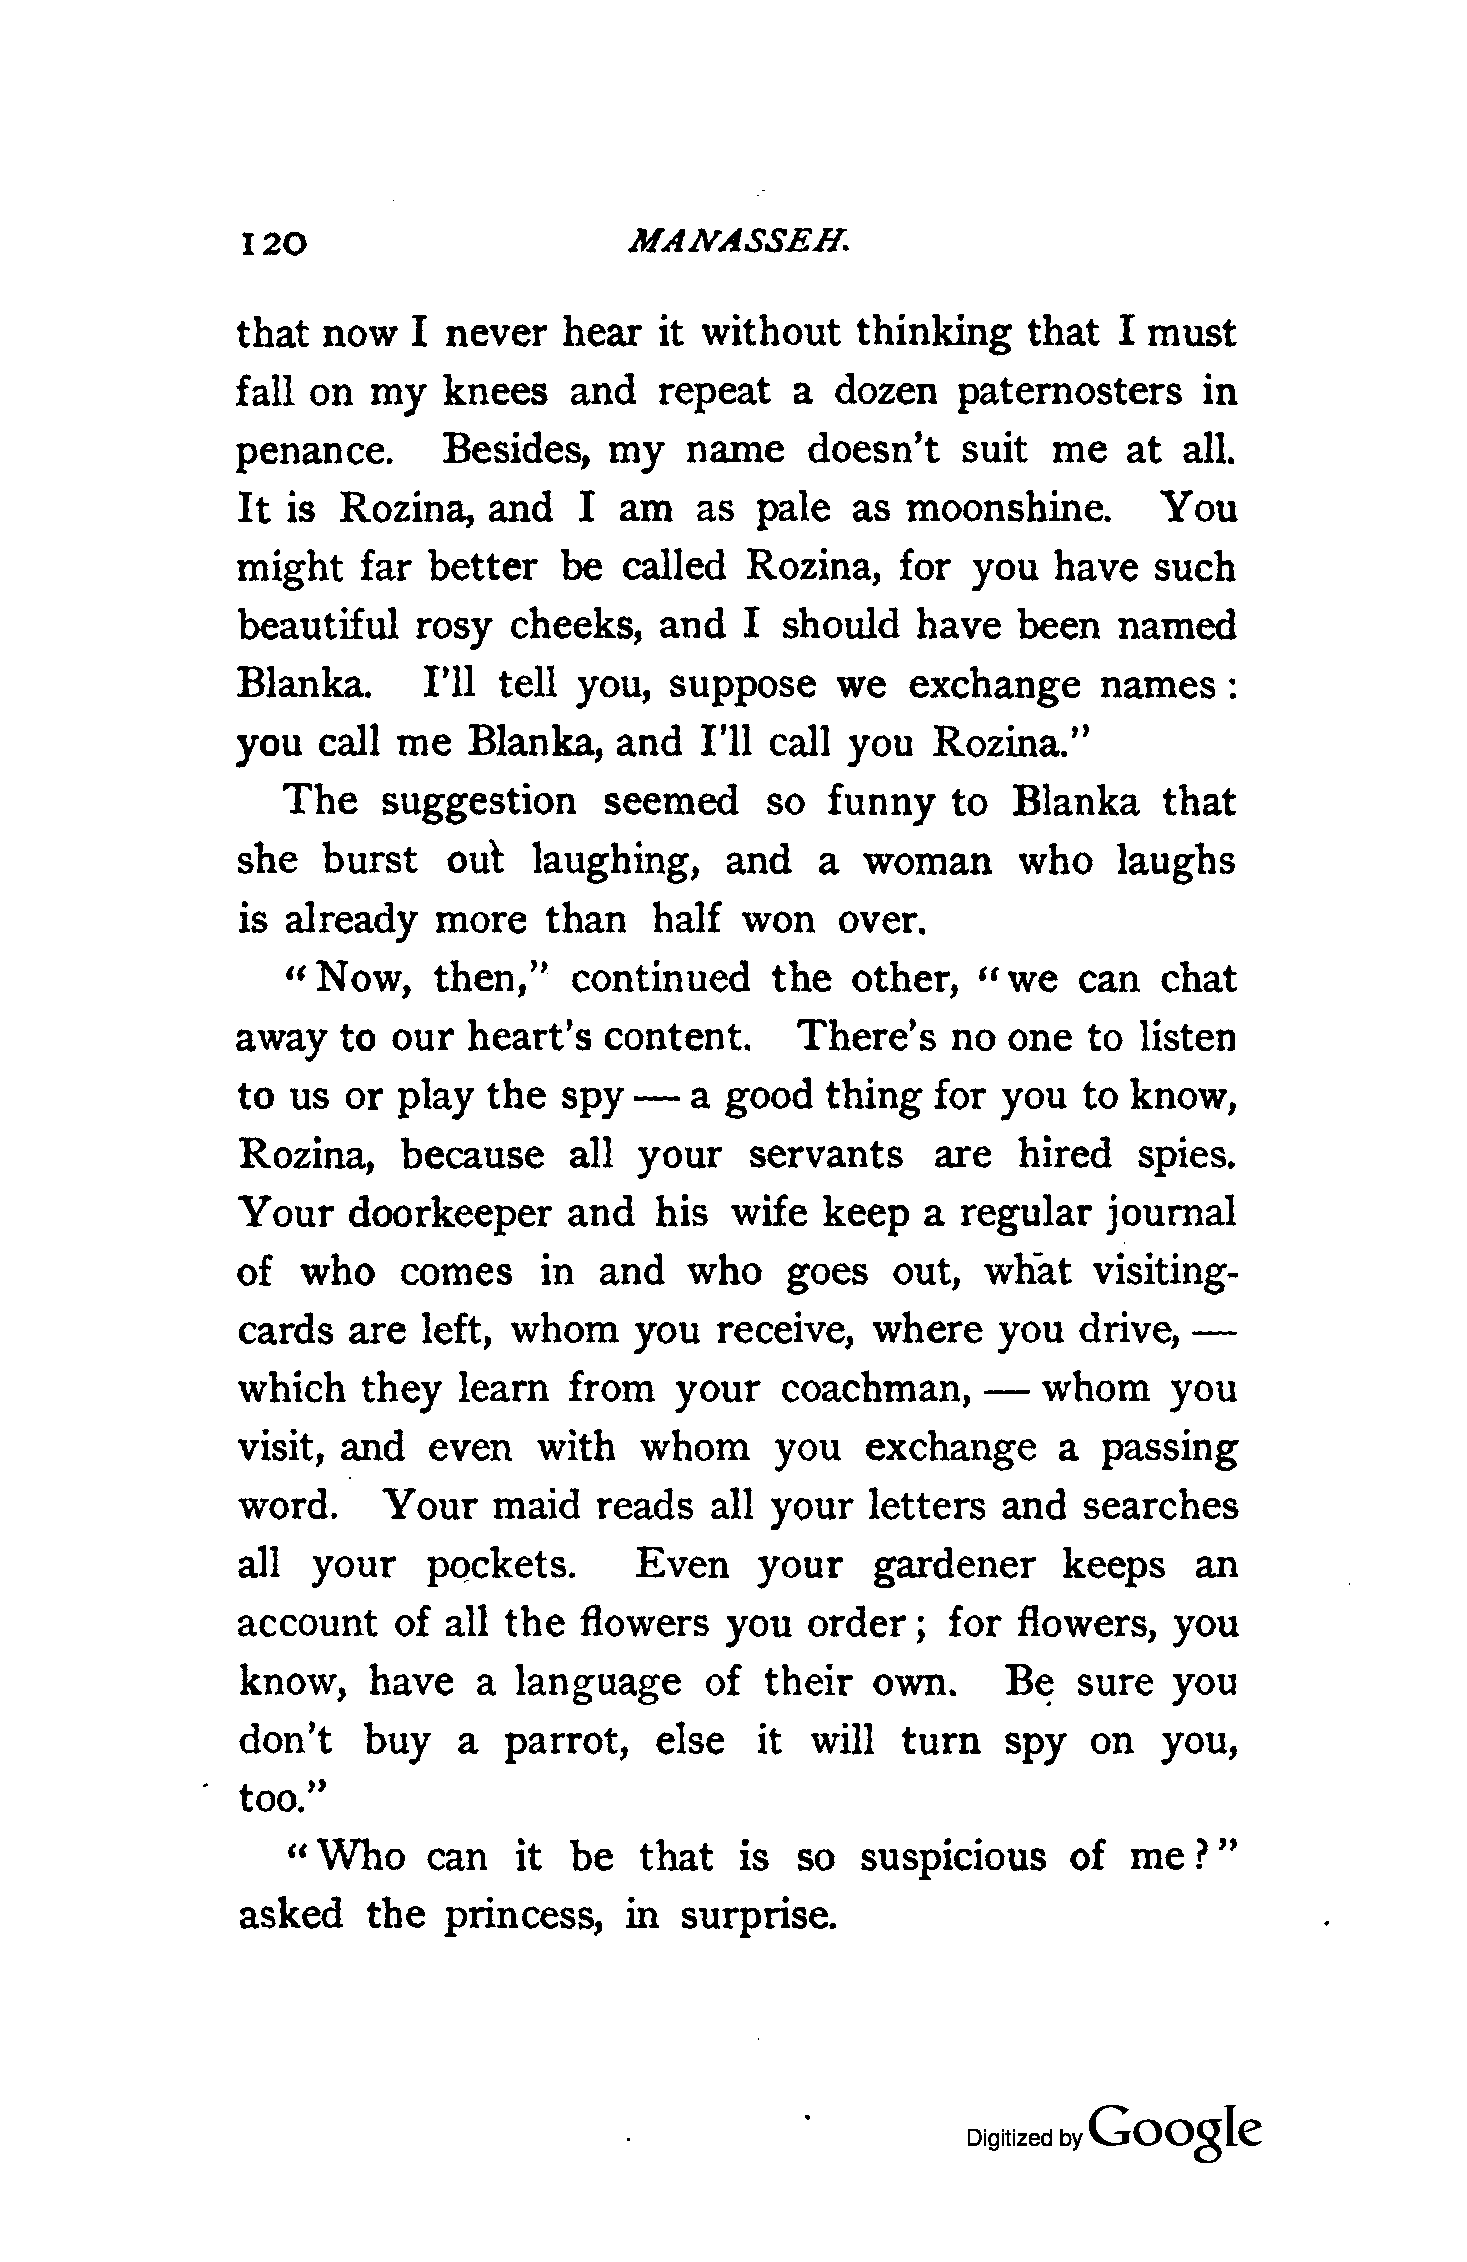 120 MANASSEH.
that now I never hear it without thinking that I must
fall on my knees and repeat a dozen paternosters in
penance. Besides, my name doesn't suit me at all.
It is Rozina, and I am as pale as moonshine. You
might far better be called Rozina, for you have such
beautiful rosy cheeks, and I should have been named
Blanka. I'll tell you, suppose we exchange names :
you call me Blanka, and I'll call you Rozina."
The suggestion seemed so funny to Blanka that
she burst out laughing, and a woman who laughs
is already more than half won over.
"Now, then," continued the other, "we can chat
away to our heart's content. There's no one to listen
to us or play the spy — a good thing for you to know,
Rozina, because all your servants are hired spies.
Your doorkeeper and his wife keep a regular journal
of who comes in and who goes out, what visiting-
cards are left, whom you receive, where you drive, —
which they learn from your coachman, — whom you
visit, and even with whom you exchange a passing
word. Your maid reads all your letters and searches
all your pockets. Even your gardener keeps an
account of all the flowers you order ; for flowers, you
know, have a language of their own. Be sure you
don't buy a parrot, else it will turn spy on you,
too."
"Who can it be that is so suspicious of me ?"
asked the princess, in surprise.
Digitized by Google